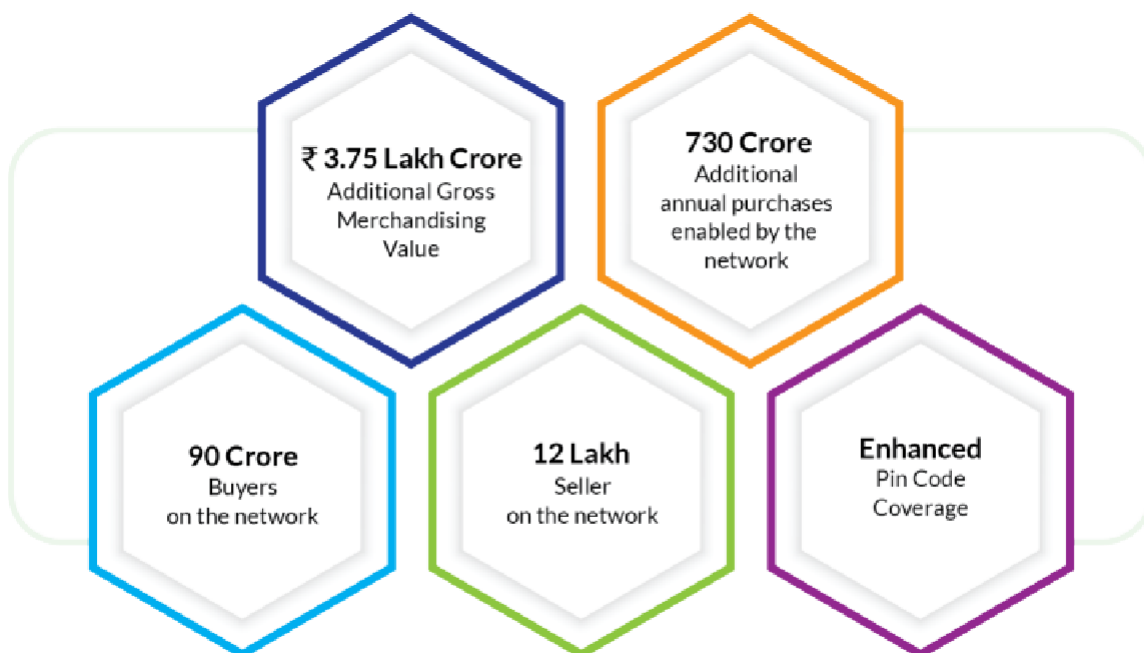 ₹ 3.75 Lakh Crore
Additional Gross
Merchandising
Value
730 Crore
Additional
annual purchases
enabled by the
network
90 Crore
Buyers
on the network
12 Lakh
Seller
on the network
Enhanced
Pin Code
Coverage